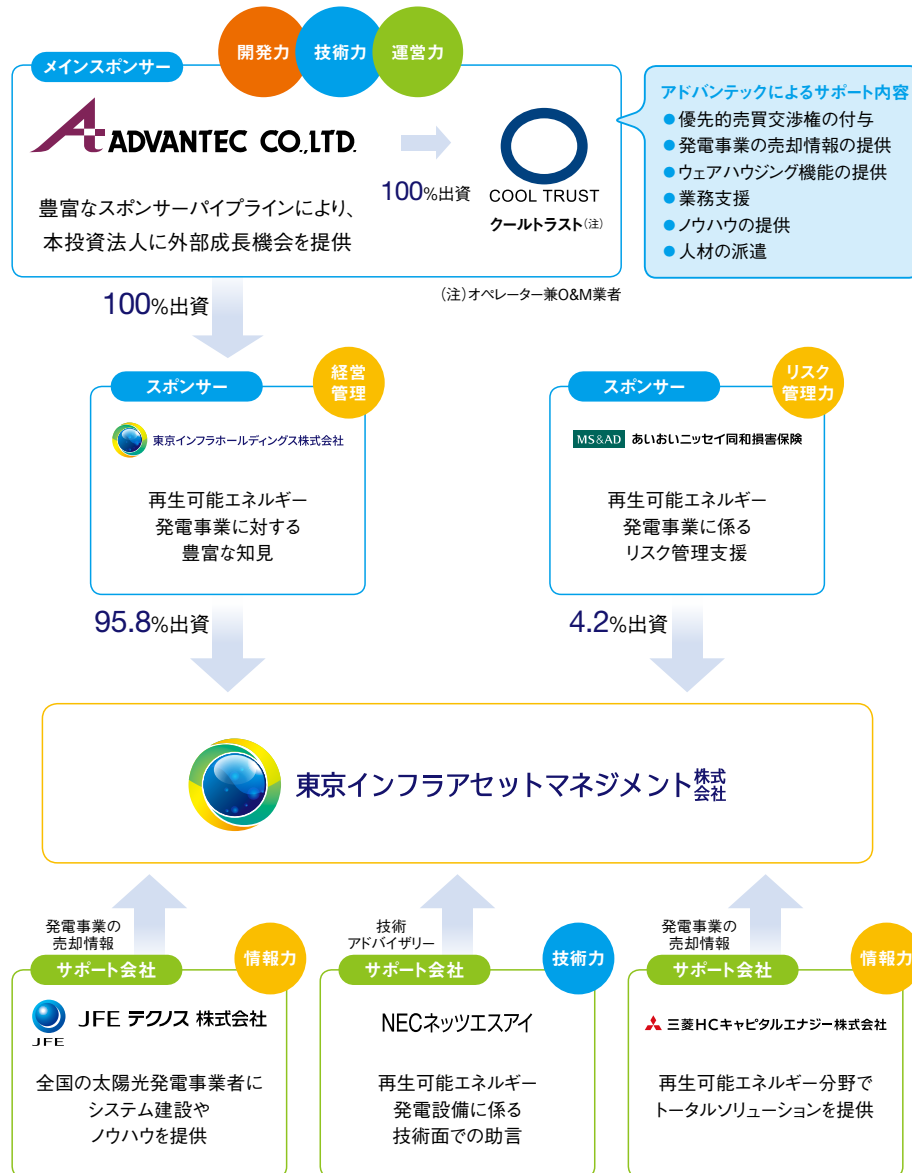 開発力
技術力
運営力
メインスポンサー
ADVANTEC CO.,LTD.
100%出資
COOL TRUST
クールトラスト(注)
豊富なスポンサーパイプラインにより、
本投資法人に外部成長機会を提供
アドバンテックによるサポート内容
●優先的売買交渉権の付与
●発電事業の売却情報の提供
●ウェアハウジング機能の提供
●業務支援
●ノウハウの提供
●人材の派遣
(注)オペレーター兼O&M業者
100%出資
スポンサー
経営
管理
東京インフラホールディングス株式会社
再生可能エネルギー
発電事業に対する
豊富な知見
スポンサー
リスク
管理力
MS&AD あいおいニッセイ同和損害保険
再生可能エネルギー
発電事業に係る
リスク管理支援
95.8%出資
4.2%出資
東京インフラアセットマネジメント株式会社
発電事業の
売却情報
サポート会社
情報力
JFE テクノス 株式会社
JFE
全国の太陽光発電事業者に
システム建設や
ノウハウを提供
技術
アドバイザリー
サポート会社
技術力
NECネッツエスアイ
再生可能エネルギー
発電設備に係る
技術面での助言
発電事業の
売却情報
サポート会社
情報力
三菱HCキャピタルエナジー株式会社
再生可能エネルギー分野で
トータルソリューションを提供